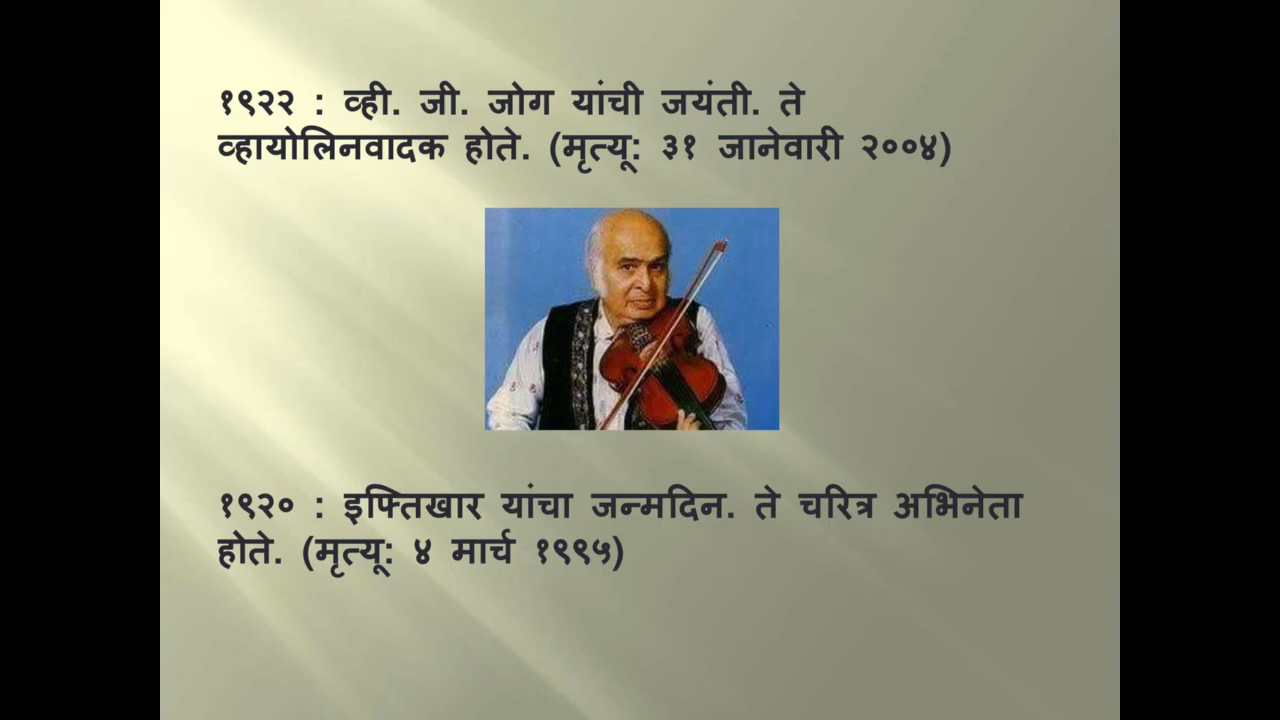 १९२२ : व्ही. जी. जोग यांची जयंती. ते
व्हायोलिनवादक होते. (मृत्यू: ३१ जानेवारी २००४)
१९२० : इफ्तिखार यांचा जन्मदिन. ते चरित्र अभिनेता
होते. (मृत्यू: ४ मार्च १९९५)